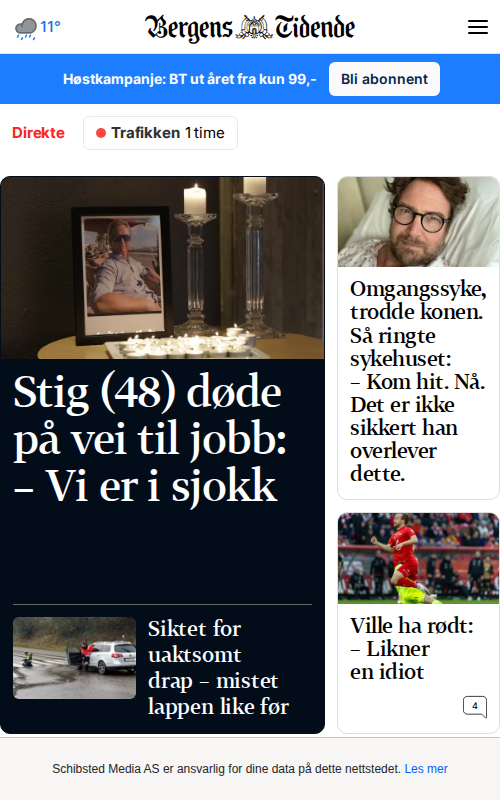 11°
Bergens Tidende
Høstkampanje: BT ut året fra kun 99,-
Bli abonnent
Direkte
Trafikken 1 time
Stig (48) døde
på vei til jobb:
– Vi er i sjokk
Siktet for
uaktsomt
drap – mistet
lappen like før
Omgangssyke,
trodde konen.
Så ringte
sykehuset:
– Kom hit. Nå.
Det er ikke
sikkert han
overlever
dette.
Ville ha rødt:
– Likner
en idiot
4
Schibsted Media AS er ansvarlig for dine data på dette nettstedet. Les mer